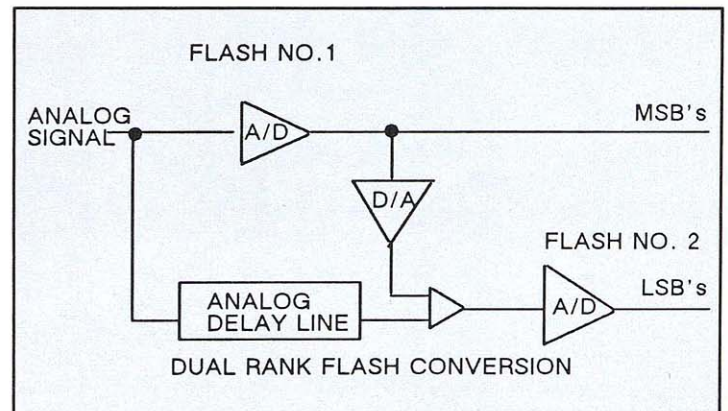 FLASH NO.1
ANALOG
SIGNAL
A/D
MSB's
D/A
FLASH NO. 2
LSB's
A/D
ANALOG
DELAY LINE
DUAL RANK FLASH CONVERSION